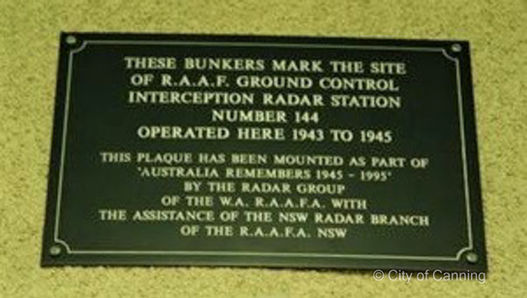 THESE BUNKERS MARK THE SITE
OF R.A.A.F. GROUND CONTROL
INTERCEPTION RADAR STATION
NUMBER 144
OPERATED HERE 1943 TO 1945
THIS PLAQUE HAS BEEN MOUNTED AS PART OF
'AUSTRALIA REMEMBERS 1945 - 1995'
BY THE RADAR GROUP
OF THE W.A. R.A.A.F.A. WITH
THE ASSISTANCE OF THE NSW RADAR BRANCH
OF THE R.A.A.F.A. NSW
© City of Canning